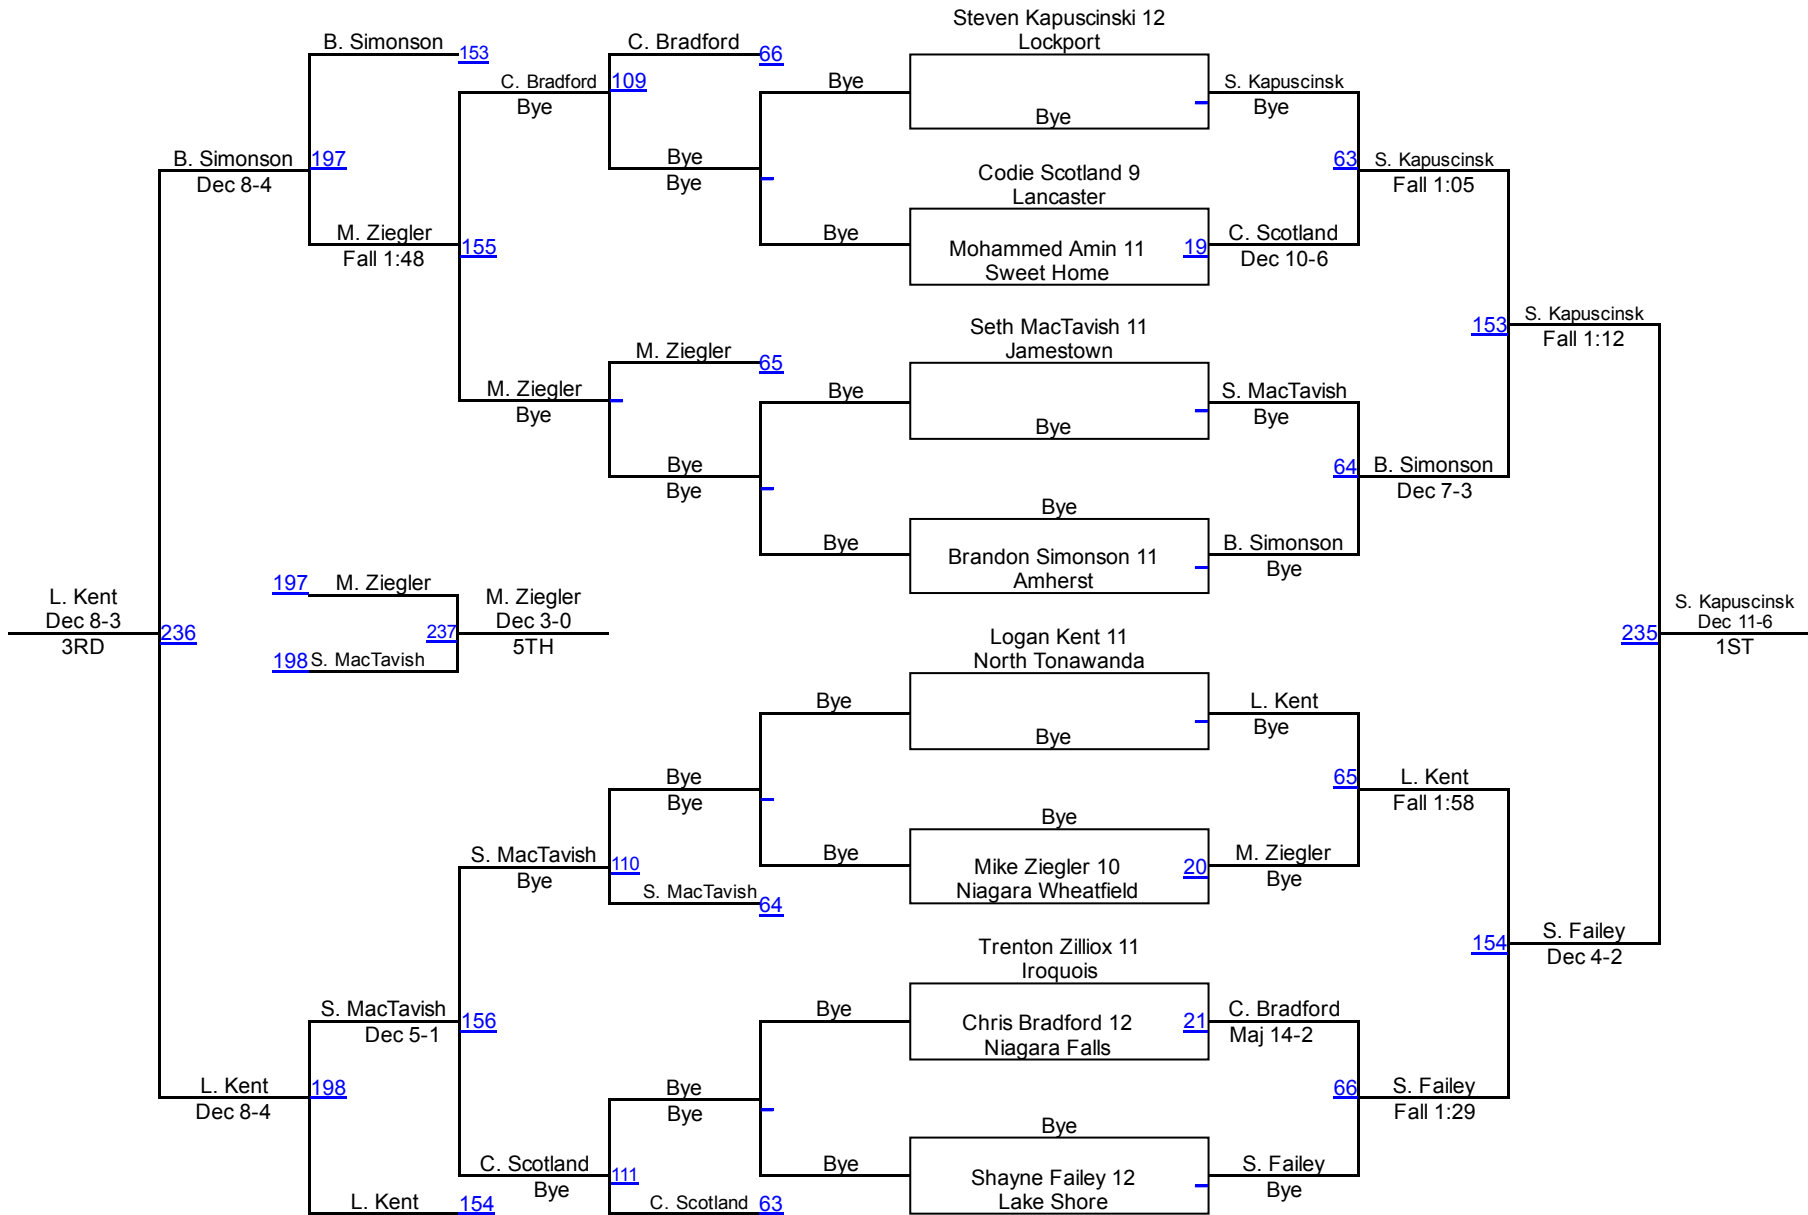 Steven Kapuscinski 12
Lockport
B. Simonson
153
C. Bradford
66
C. Bradford
109
Bye
Bye
Bye
S. Kapuscinsk
Bye
B. Simonson
197
Dec 8-4
Bye
Bye
Codie Scotland 9
Lancaster
63
S. Kapuscinsk
Fall 1:05
M. Ziegler
155
Fall 1:48
Bye
Mohammed Amin 11
19
Sweet Home
C. Scotland
Dec 10-6
Seth MacTavish 11
Jamestown
153
S. Kapuscinsk
Fall 1:12
M. Ziegler
65
M. Ziegler
Bye
Bye
Bye
S. MacTavish
Bye
Bye
Bye
64
B. Simonson
Dec 7-3
Bye
Bye
Brandon Simonson 11
Amherst
B. Simonson
Bye
197
M. Ziegler
L. Kent
Dec 8-3
3RD
236
237
M. Ziegler
Dec 3-0
5TH
198
S. MacTavish
235
S. Kapuscinsk
Dec 11-6
1ST
Logan Kent 11
North Tonawanda
Bye
Bye
L. Kent
Bye
Bye
Bye
65
L. Kent
Fall 1:58
Bye
S. MacTavish
110
Bye
S. MacTavish
64
Bye
Mike Ziegler 10
20
Niagara Wheatfield
M. Ziegler
Bye
Trenton Zilliox 11
Iroquois
154
S. Failey
Dec 4-2
S. MacTavish
156
Dec 5-1
Bye
Chris Bradford 12
21
Niagara Falls
C. Bradford
Maj 14-2
L. Kent
198
Dec 8-4
Bye
Bye
66
S. Failey
Fall 1:29
Bye
C. Scotland
111
Bye
Bye
Shayne Failey 12
Lake Shore
S. Failey
Bye
L. Kent
154
C. Scotland
63